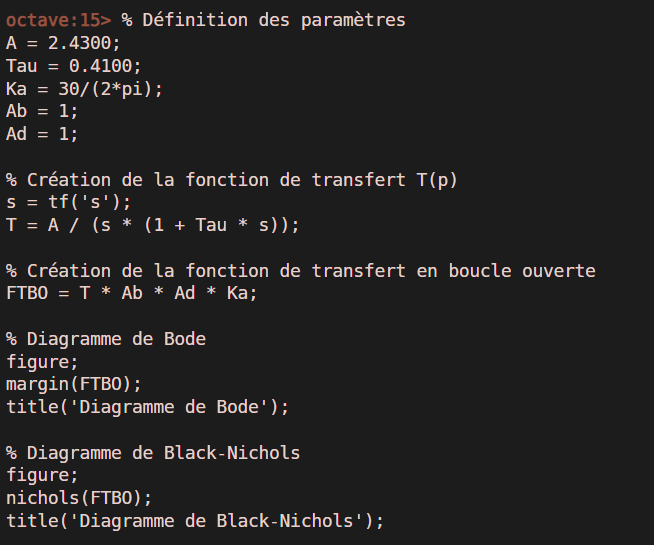 octave:15> % Définition des paramètres
A = 2.4300;
Tau = 0.4100;
Ka = 30/(2*pi);
Ab = 1;
Ad = 1;
% Création de la fonction de transfert T(p)
s = tf('s');
T = A / (s * (1 + Tau * s));
% Création de la fonction de transfert en boucle ouverte
FTBO = T * Ab * Ad * Ka;
% Diagramme de Bode
figure;
margin(FTBO);
title('Diagramme de Bode');
% Diagramme de Black-Nichols
figure;
nichols(FTBO);
title('Diagramme de Black-Nichols');